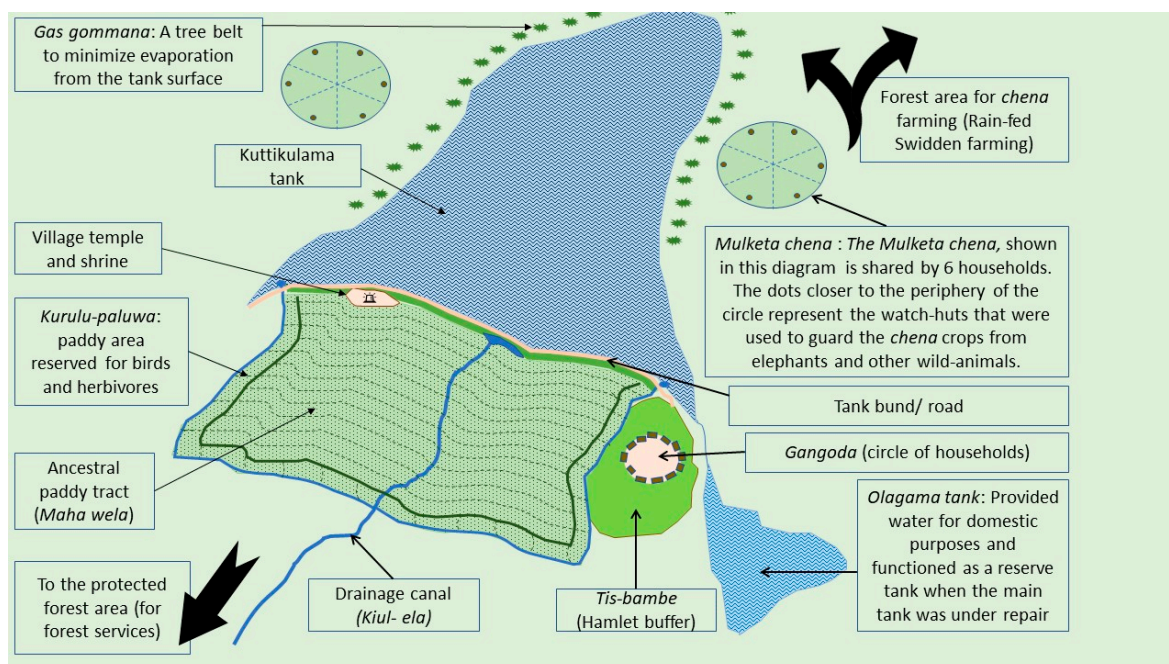 Gas gommana: A tree belt
to minimize evaporation
from the tank surface
Kuttikulama
tank
Village temple
and shrine
Kurulu-paluwa:
paddy area
reserved for birds
and herbivores
Ancestral
paddy tract
(Maha wela)
To the protected
forest area (for
forest services)
Drainage canal
(Kiul- ela)
Tis-bambe
(Hamlet buffer)
Forest area for chena
farming (Rain-fed
Swidden farming)
Mulketa chena : The Mulketa chena, shown
in this diagram is shared by 6 households.
The dots closer to the periphery of the
circle represent the watch-huts that were
used to guard the chena crops from
elephants and other wild-animals.
Tank bund/ road
Gangoda (circle of households)
Olagama tank: Provided
water for domestic
purposes and
functioned as a reserve
tank when the main
tank was under repair